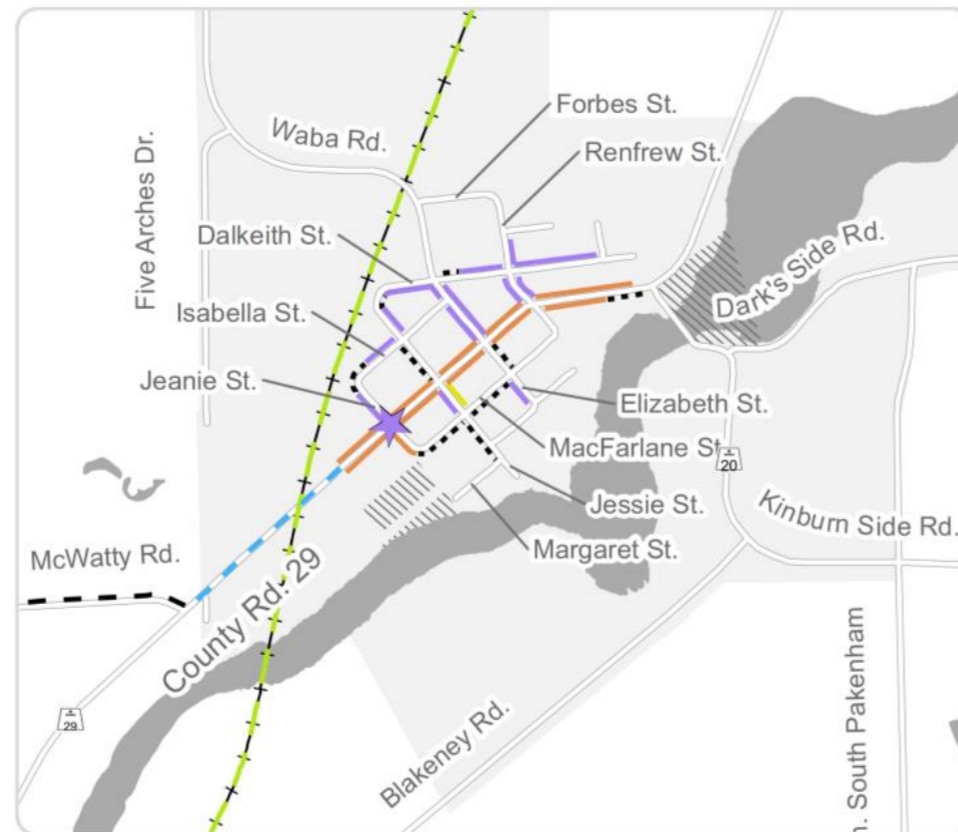 Forbes St.
Waba Rd.
Renfrew St.
Five Arches Dr.
Dalkeith St.
Dark's Side Rd.
Isabella St.
Jeanie St.
Elizabeth St.
MacFarlane St.
20
Jessie St.
Kinburn Side Rd.
Margaret St.
McWatty Rd.
County Rd. 29
29
Blakeney Rd.
n. South Pakenham